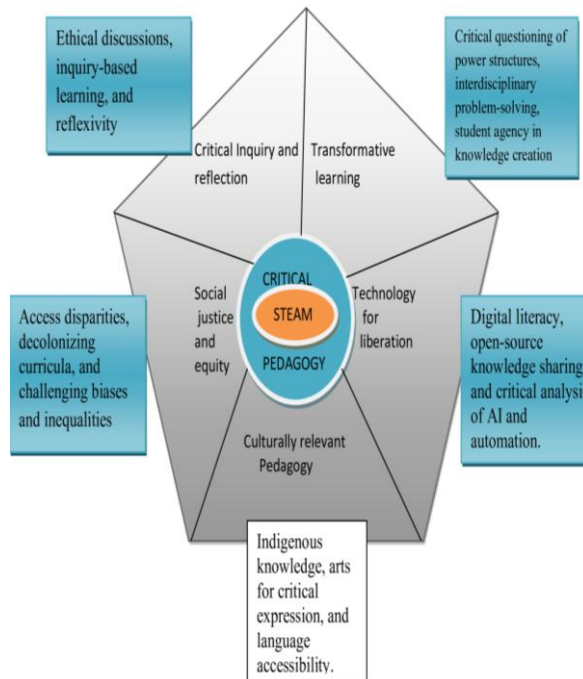 Ethical discussions,
inquiry-based
learning, and
reflexivity
Critical questioning of
power structures,
interdisciplinary
problem-solving,
student agency in
knowledge creation
Critical Inquiry and
reflection
Transformative
learning
Social
justice
and
equity
CRITICAL
STEAM
PEDAGOGY
Technology
for
liberation
Access disparities,
decolonizing
curricula, and
challenging biases
and inequalities
Digital literacy,
open-source
knowledge sharing
and critical analysis
of AI and
automation.
Culturally relevant
Pedagogy
Indigenous
knowledge, arts
for critical
expression, and
language
accessibility.